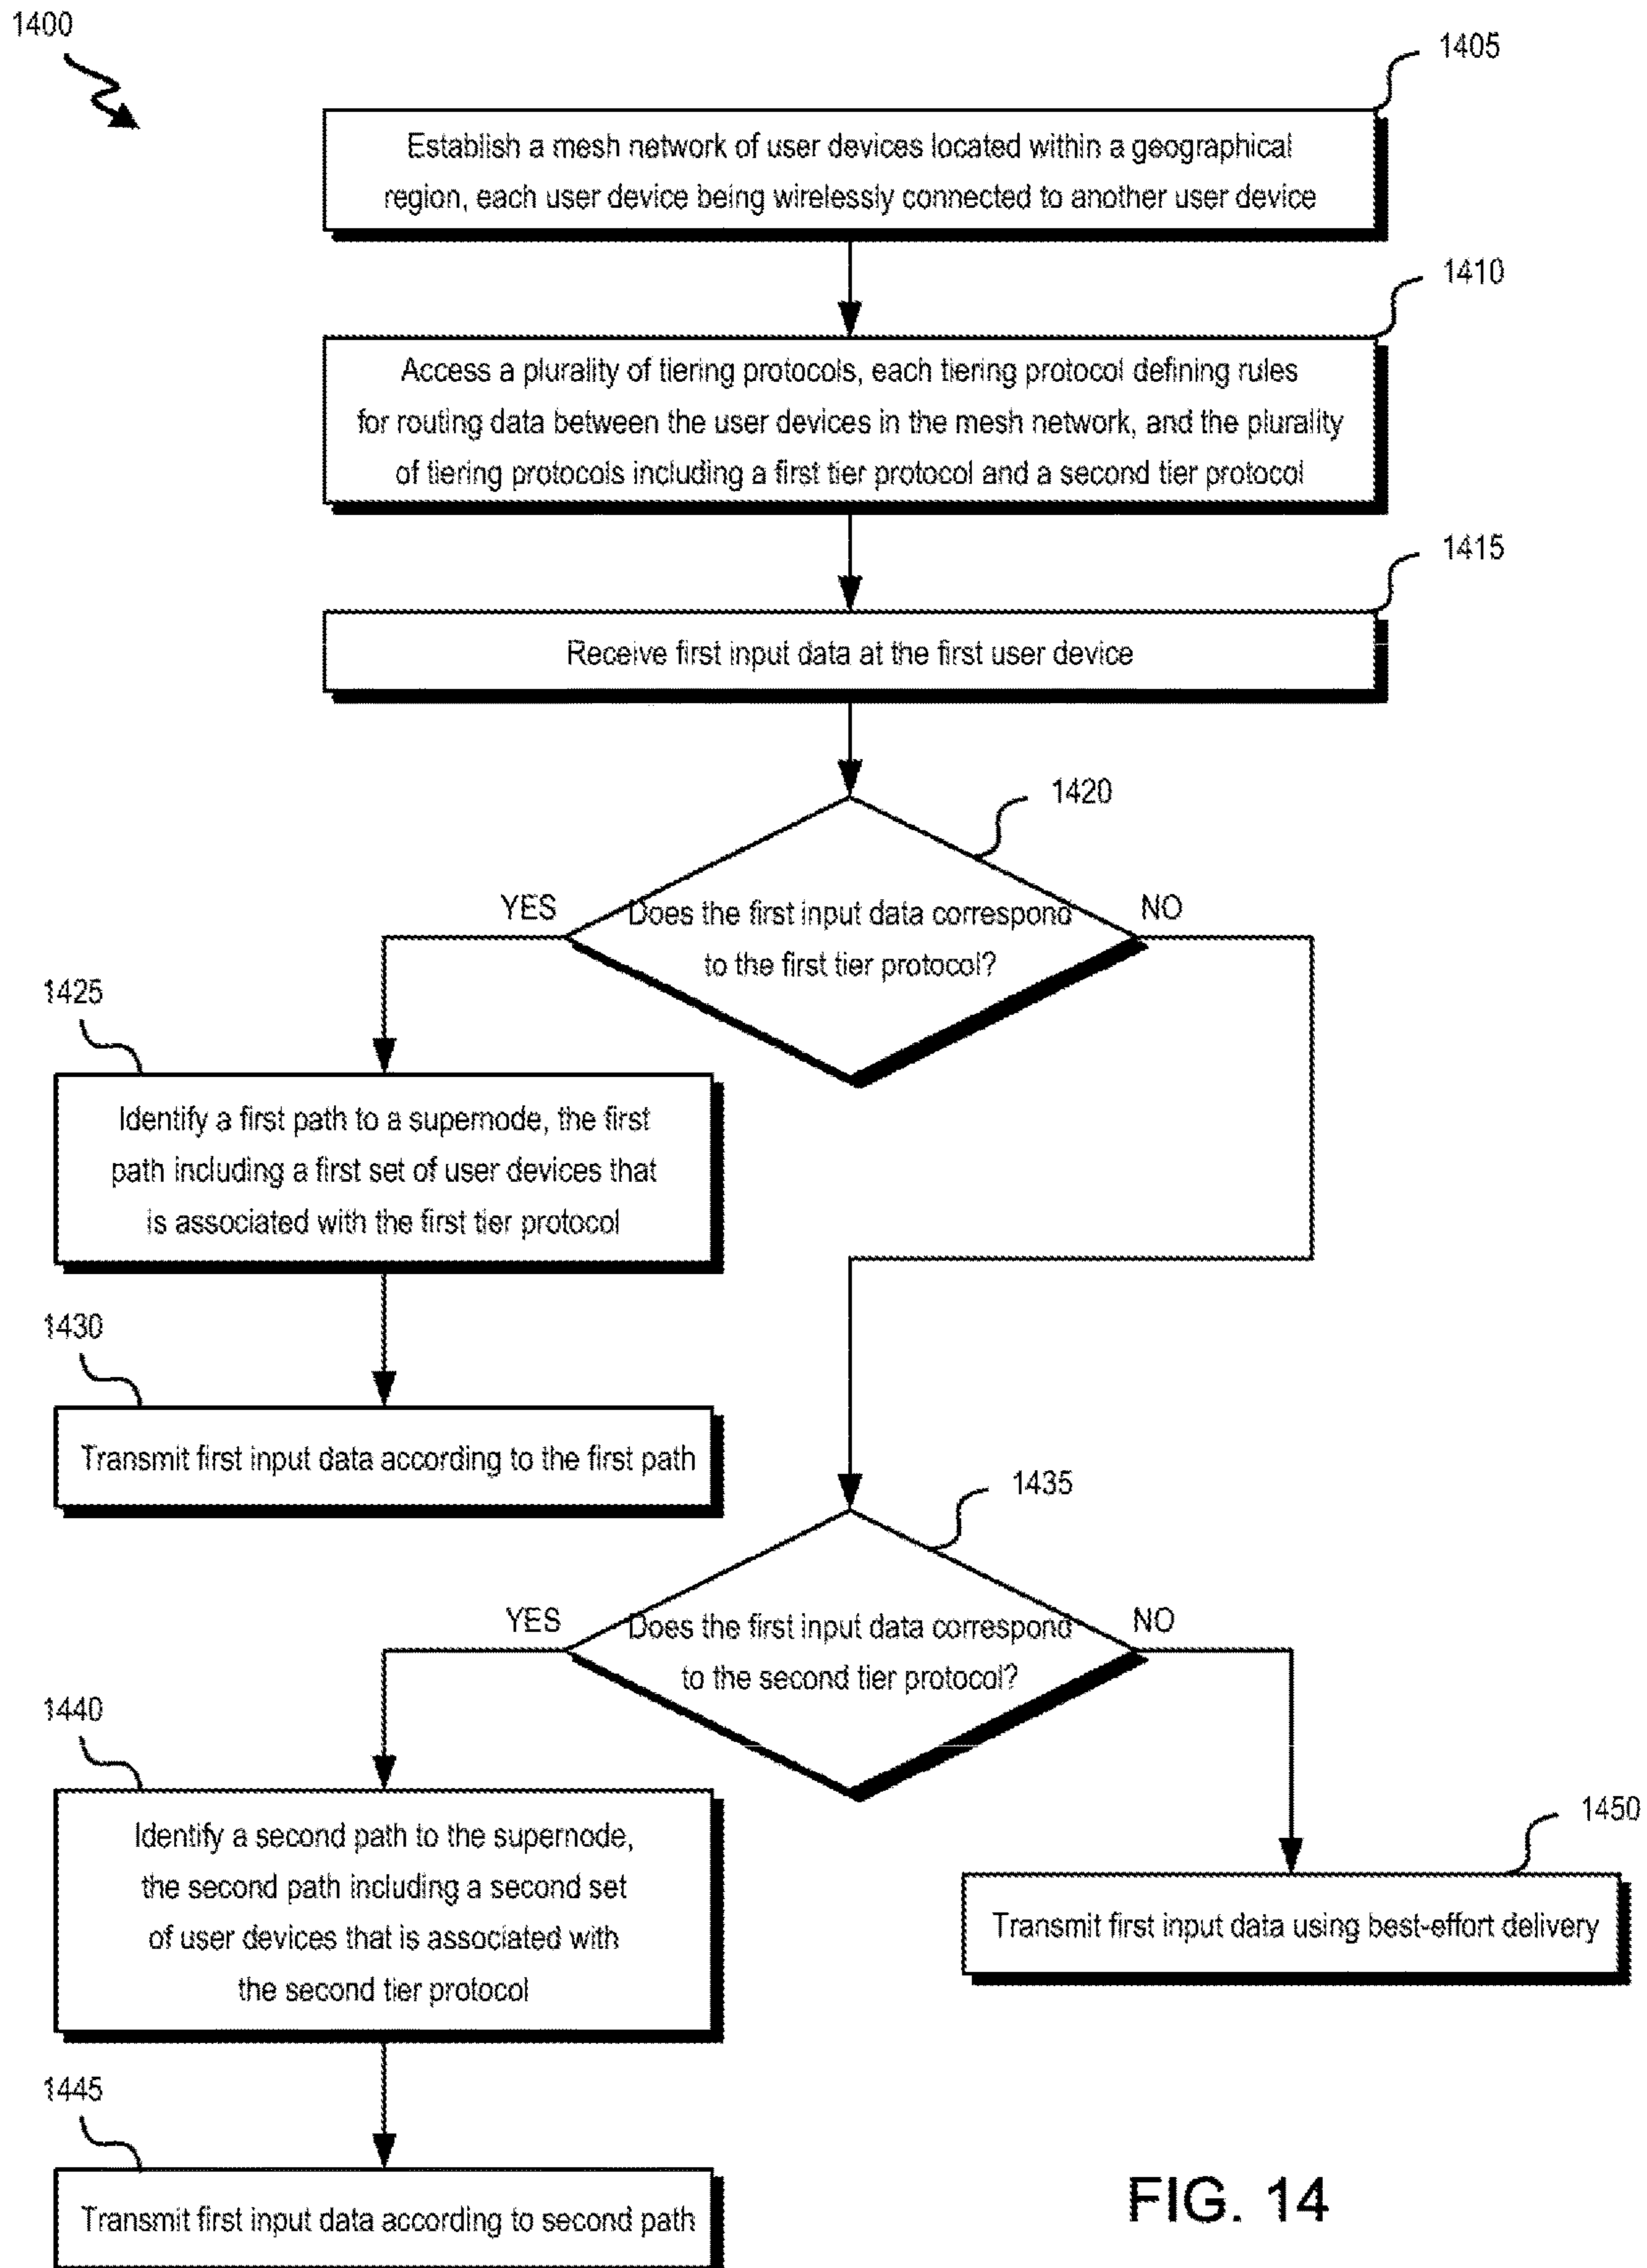 1400
1405
Establish a mesh network of user devices located within a geographical
region, each user device being wirelessly connected to another user device
1410
Access a plurality of tiering protocols, each tiering protocol defining rules
for routing data between the user devices in the mesh network, and the plurality
of tiering protocols including a first tier protocol and a second tier protocol
1415
Receive first input data at the first user device
1420
YES
Does the first input data correspond
to the first tier protocol?
NO
1425
Identify a first path to a supernode, the first
path including a first set of user devices that
is associated with the first tier protocol
1430
Transmit first input data according to the first path
1435
YES
Does the first input data correspond
to the second tier protocol?
NO
1440
Identify a second path to the supernode,
the second path including a second set
of user devices that is associated with
the second tier protocol
1450
Transmit first input data using best-effort delivery
1445
Transmit first input data according to second path
FIG. 14